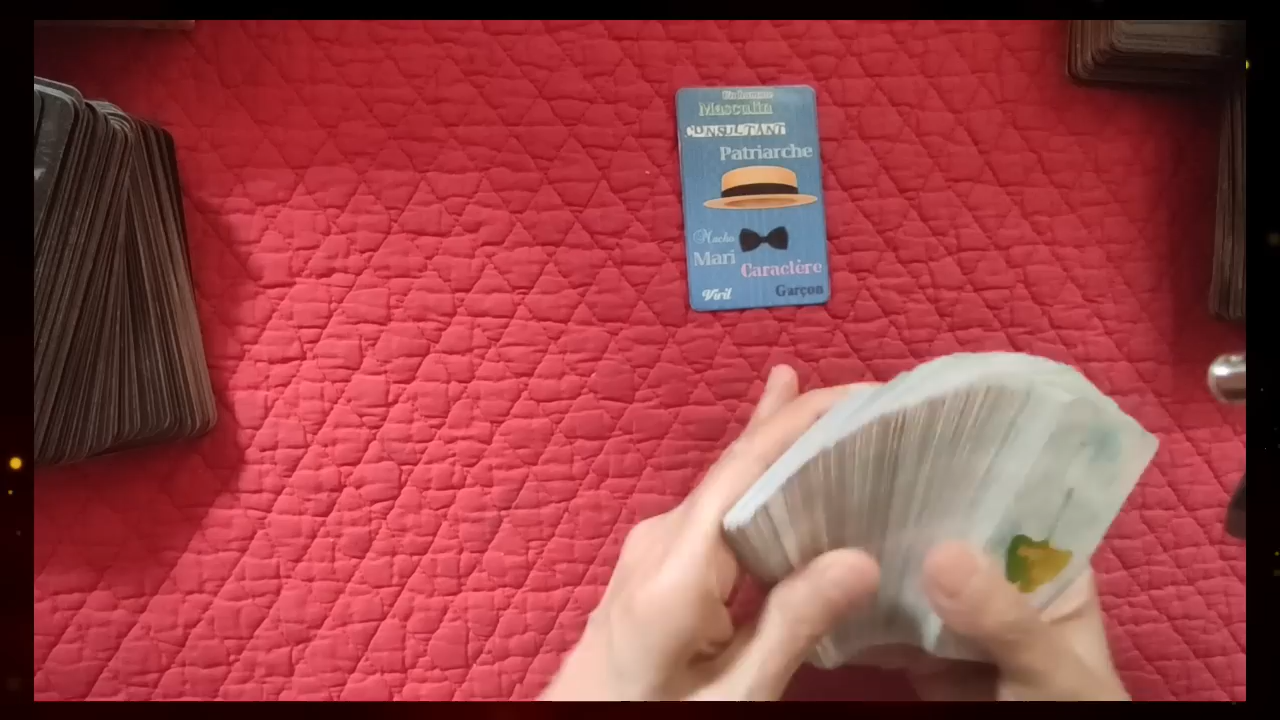 Masculin
CONSULTANT
Patriarche
Macho
Mari
Caractère
Viril
Garçon